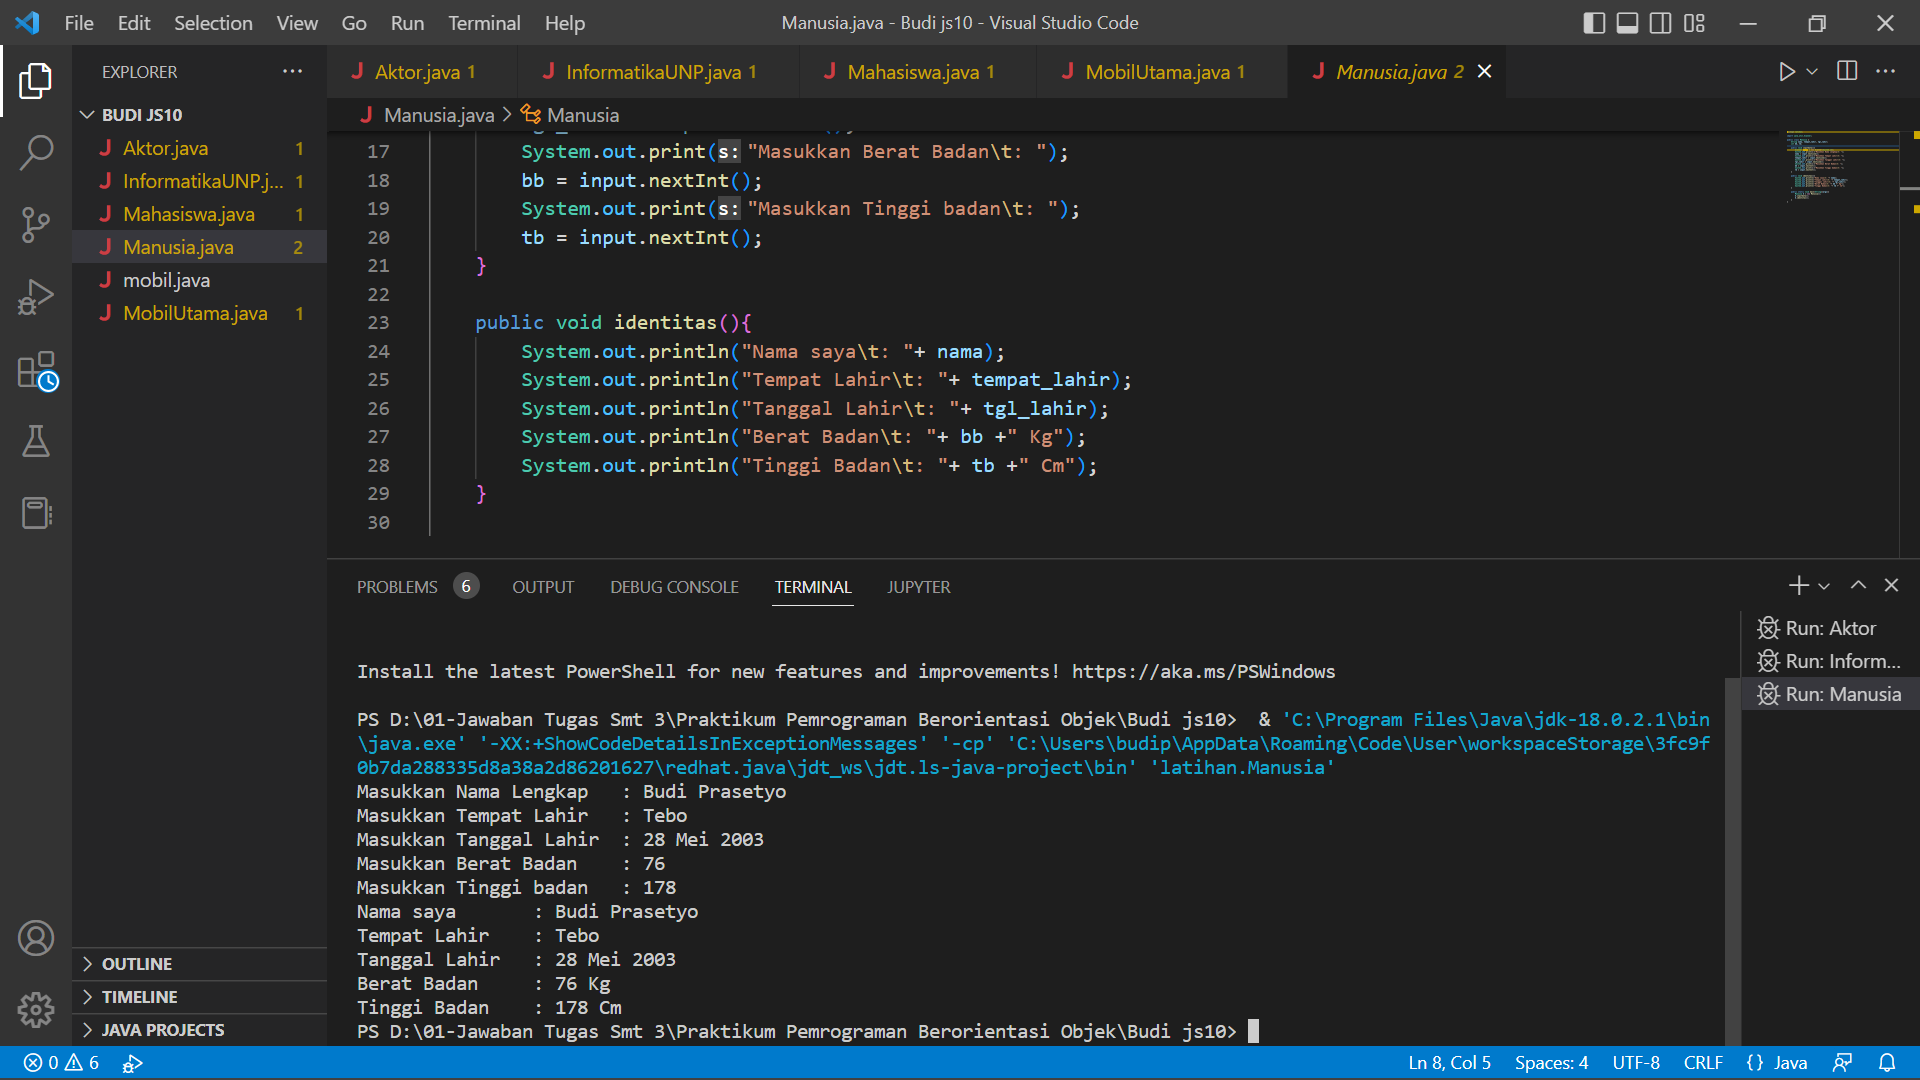 File Edit Selection View Go Run Terminal Help
Manusia.java - Budi js10 - Visual Studio Code
EXPLORER
BUDI JS10
Aktor.java 1
InformatikaUNP.j... 1
Mahasiswa.java 1
Manusia.java 2
mobil.java
MobilUtama.java 1
OUTLINE
TIMELINE
JAVA PROJECTS
Aktor.java 1 InformatikaUNP.java 1 Mahasiswa.java 1 MobilUtama.java 1 Manusia.java 2
Manusia.java > Manusia
17 System.out.print(s: "Masukkan Berat Badan\t: ");
18 bb = input.nextInt();
19 System.out.print(s: "Masukkan Tinggi badan\t: ");
20 tb = input.nextInt();
21 }
22
23 public void identitas(){
24 System.out.println("Nama saya\t: "+ nama);
25 System.out.println("Tempat Lahir\t: "+ tempat_lahir);
26 System.out.println("Tanggal Lahir\t: "+ tgl_lahir);
27 System.out.println("Berat Badan\t: "+ bb +" Kg");
28 System.out.println("Tinggi Badan\t: "+ tb +" Cm");
29 }
30
PROBLEMS 6 OUTPUT DEBUG CONSOLE TERMINAL JUPYTER
Install the latest PowerShell for new features and improvements! https://aka.ms/PSWindows
PS D:\01-Jawaban Tugas Smt 3\Praktikum Pemrograman Berorientasi Objek\Budi js10> & 'C:\Program Files\Java\jdk-18.0.2.1\bin
\java.exe' '-XX:+ShowCodeDetailsInExceptionMessages' '-cp' 'C:\Users\budip\AppData\Roaming\Code\User\workspaceStorage\3fc9f
0b7da288335d8a38a2d86201627\redhat.java\jdt_ws\jdt.ls-java-project\bin' 'latihan.Manusia'
Masukkan Nama Lengkap : Budi Prasetyo
Masukkan Tempat Lahir : Tebo
Masukkan Tanggal Lahir : 28 Mei 2003
Masukkan Berat Badan : 76
Masukkan Tinggi badan : 178
Nama saya : Budi Prasetyo
Tempat Lahir : Tebo
Tanggal Lahir : 28 Mei 2003
Berat Badan : 76 Kg
Tinggi Badan : 178 Cm
PS D:\01-Jawaban Tugas Smt 3\Praktikum Pemrograman Berorientasi Objek\Budi js10>
Run: Aktor
Run: Inform...
Run: Manusia
0 6
Ln 8, Col 5 Spaces: 4 UTF-8 CRLF {} Java